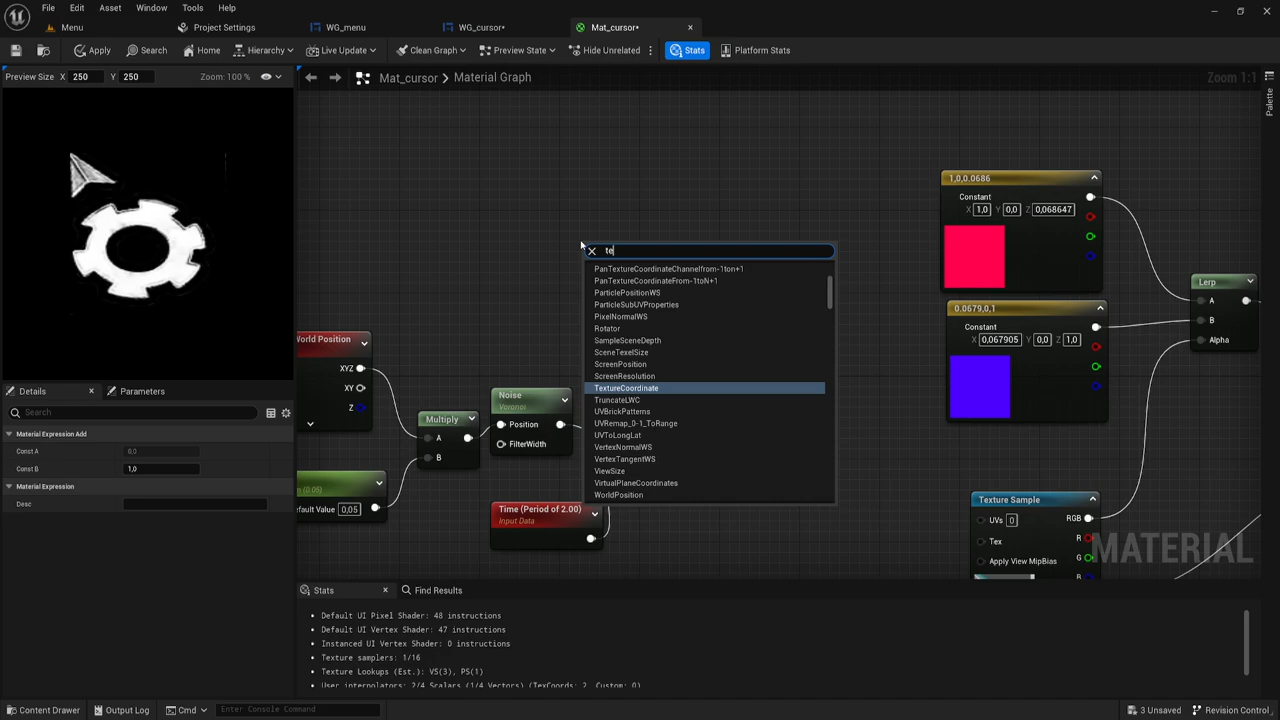 File Edit Asset Window Tools Help
Menu Project Settings WG_menu WG_cursor• Mat_cursor•
Apply Search Home Hierarchy Live Update Clean Graph Preview State Hide Unrelated Stats Platform Stats
Preview Size X 250 Y 250 Zoom: 100 %
Mat_cursor Material Graph Zoom 1:1
Palette
te
PanTextureCoordinateChannelfrom-1ton+1
PanTextureCoordinateFrom-1toN+1
ParticlePositionWS
ParticleSubUVProperties
PixelNormalWS
Rotator
SampleSceneDepth
SceneTexelSize
ScreenPosition
ScreenResolution
TextureCoordinate
TruncateLWC
UVBrickPatterns
UVRemap_0-1_ToRange
UVToLongLat
VertexNormalWS
VertexTangentWS
ViewSize
VirtualPlaneCoordinates
WorldPosition
1,0,0.0686
Constant
X 1,0 Y 0,0 Z 0,068647
0.0679,0,1
Constant
X 0,067905 Y 0,0 Z 1,0
Lerp
A
B
Alpha
World Position
XYZ
XY
Z
Multiply
A
B
Noise
Voronoi
Position
FilterWidth
(0.05)
efault Value 0,05
Time (Period of 2.00)
Input Data
Texture Sample
UVs 0 RGB
Tex R
Apply View MipBias G
B
MATERIAL
Details Parameters
Search
Material Expression Add
Const A 0,0
Const B 1,0
Material Expression
Desc
Stats Find Results
• Default UI Pixel Shader: 48 instructions
• Default UI Vertex Shader: 47 instructions
• Instanced UI Vertex Shader: 0 instructions
• Texture samplers: 1/16
• Texture Lookups (Est.): VS(3), PS(1)
• User interpolators: 2/4 Scalars (1/4 Vectors) (TexCoords: 2, Custom: 0)
Content Drawer Output Log Cmd Enter Console Command 3 Unsaved Revision Control